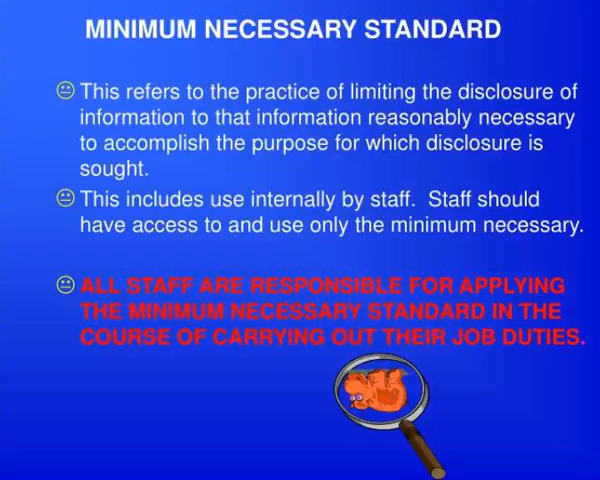 MINIMUM NECESSARY STANDARD
This refers to the practice of limiting the disclosure of
information to that information reasonably necessary
to accomplish the purpose for which disclosure is
sought.
This includes use internally by staff.  Staff should
have access to and use only the minimum necessary.
ALL STAFF ARE RESPONSIBLE FOR APPLYING
THE MINIMUM NECESSARY STANDARD IN THE
COURSE OF CARRYING OUT THEIR JOB DUTIES.